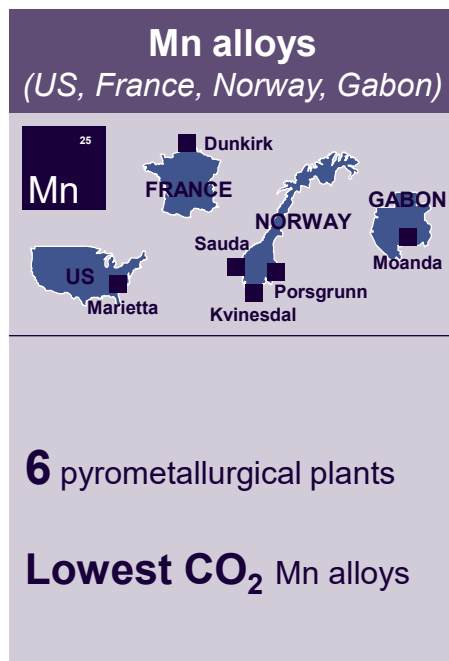 Mn alloys
(US, France, Norway, Gabon)
25
Mn
Dunkirk
FRANCE
NORWAY
GABON
Sauda
Moanda
US
Porsgrunn
Marietta
Kvinesdal
6 pyrometallurgical plants
Lowest CO₂ Mn alloys